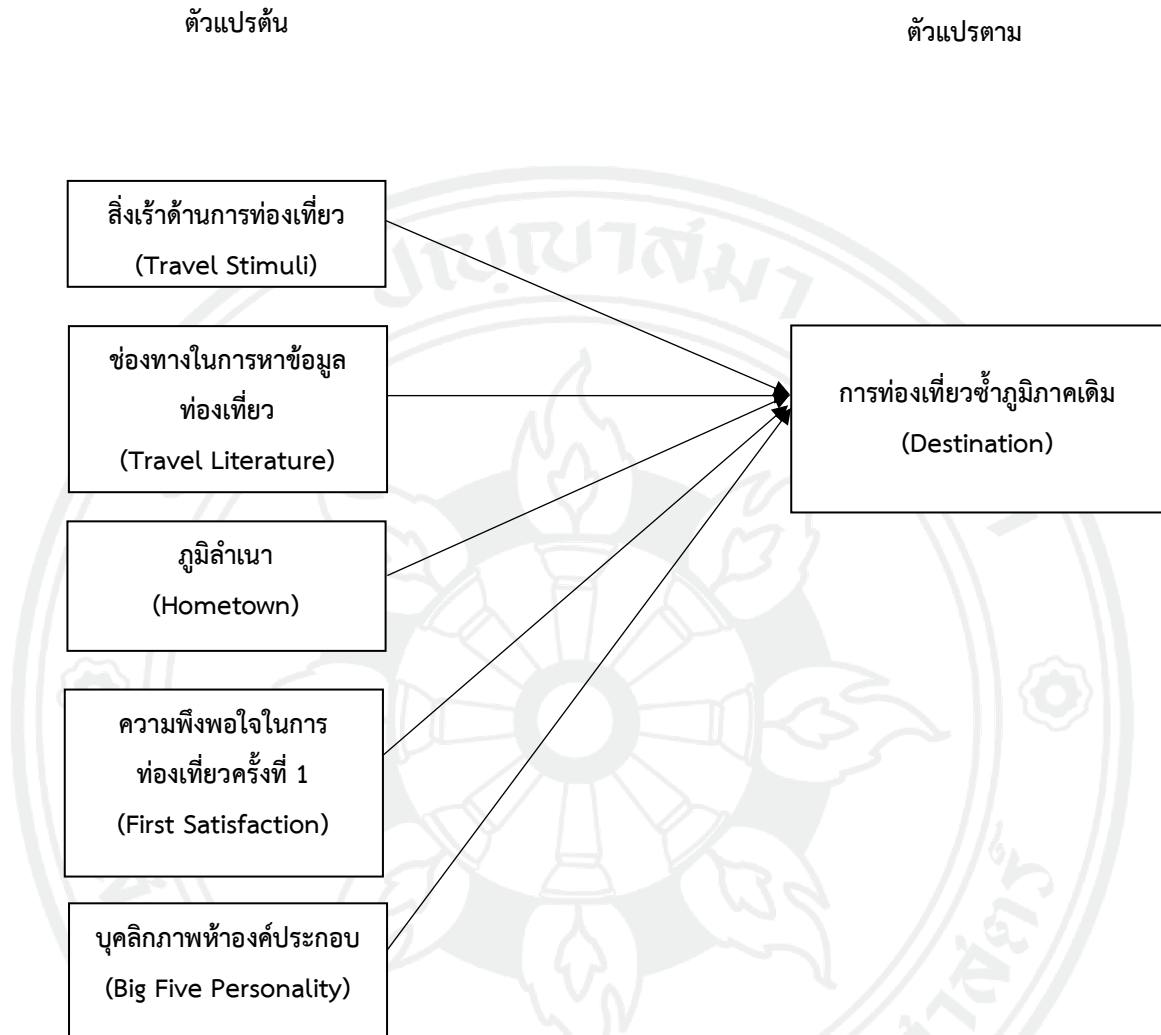 ตัวแปรต้น
ตัวแปรตาม
สิ่งเร้าด้านการท่องเที่ยว
(Travel Stimuli)
ช่องทางในการหาข้อมูล
ท่องเที่ยว
(Travel Literature)
ภูมิลำเนา
(Hometown)
ความพึงพอใจในการ
ท่องเที่ยวครั้งที่ 1
(First Satisfaction)
บุคลิกภาพห้าองค์ประกอบ
(Big Five Personality)
การท่องเที่ยวซ้ำภูมิภาคเดิม
(Destination)